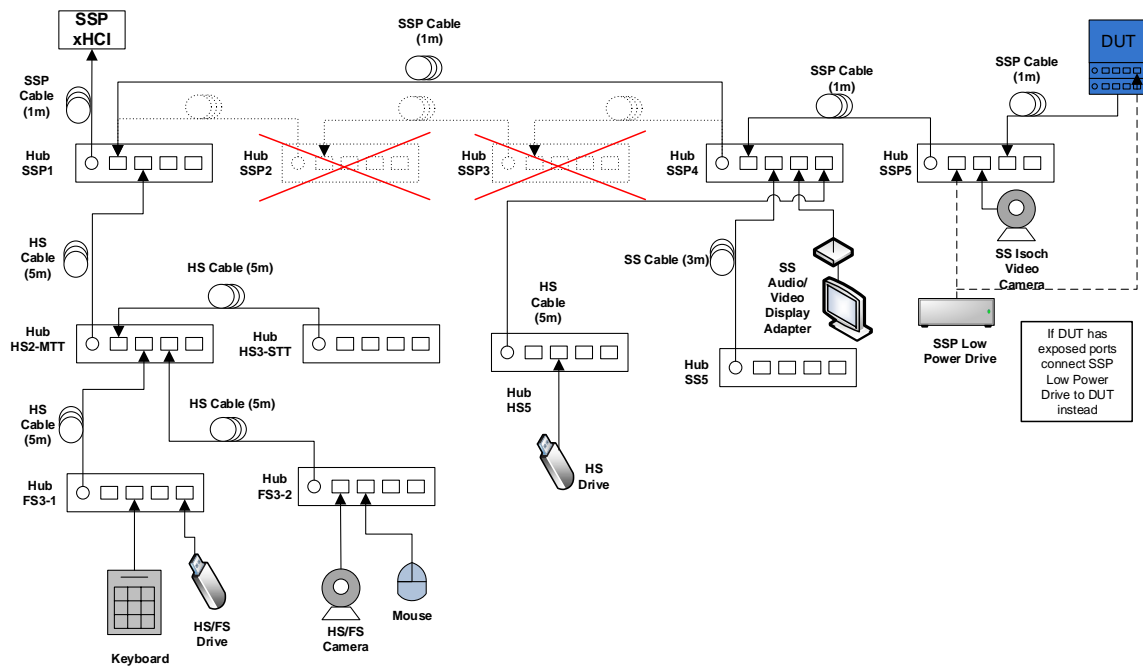 SSP
xHCI
SSP Cable
(1m)
DUT
SSP
Cable
(1m)
SSP Cable
(1m)
SSP Cable
(1m)
Hub
SSP1
Hub
SSP2
Hub
SSP3
Hub
SSP4
Hub
SSP5
HS
Cable
(5m)
HS Cable (5m)
SS Cable (3m)
SS
Audio/
Video
Display
Adapter
SS Isoch
Video
Camera
HS
Cable
(5m)
Hub
HS2-MTT
Hub
HS3-STT
Hub
HS5
Hub
SS5
SSP Low
Power Drive
If DUT has
exposed ports
connect SSP
Low Power
Drive to DUT
instead
HS
Cable
(5m)
HS Cable (5m)
HS
Drive
Hub
FS3-1
Hub
FS3-2
Keyboard
HS/FS
Drive
HS/FS
Camera
Mouse